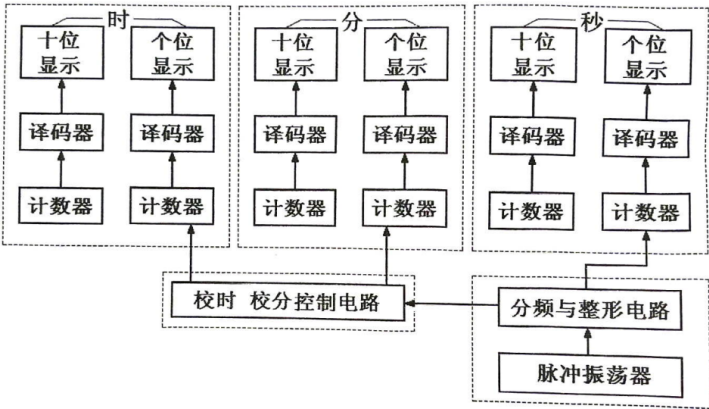 时
分
秒
十位
显示
个位
显示
十位
显示
个位
显示
十位
显示
个位
显示
译码器
译码器
译码器
译码器
译码器
译码器
计数器
计数器
计数器
计数器
计数器
计数器
校时 校分控制电路
分频与整形电路
脉冲振荡器